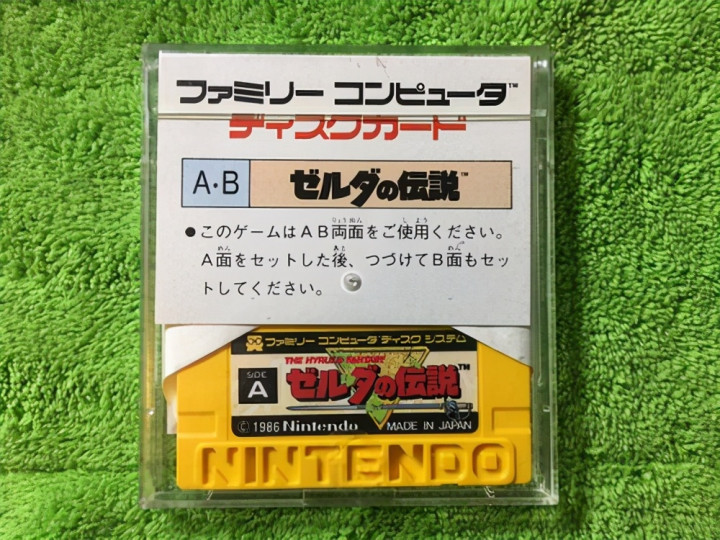 ファミリー コンピュータ™
ディスクカード
A・B ゼルダの伝説™
●このゲームはＡＢ両面をご使用ください。
Ａ面をセットした後、つづけてＢ面もセッ
トしてください。
ファミリー コンピュータ ディスク システム
THE HYRULE FANTASY
SIDE
A
ゼルダの伝説™
©1986 Nintendo MADE IN JAPAN
NINTENDO